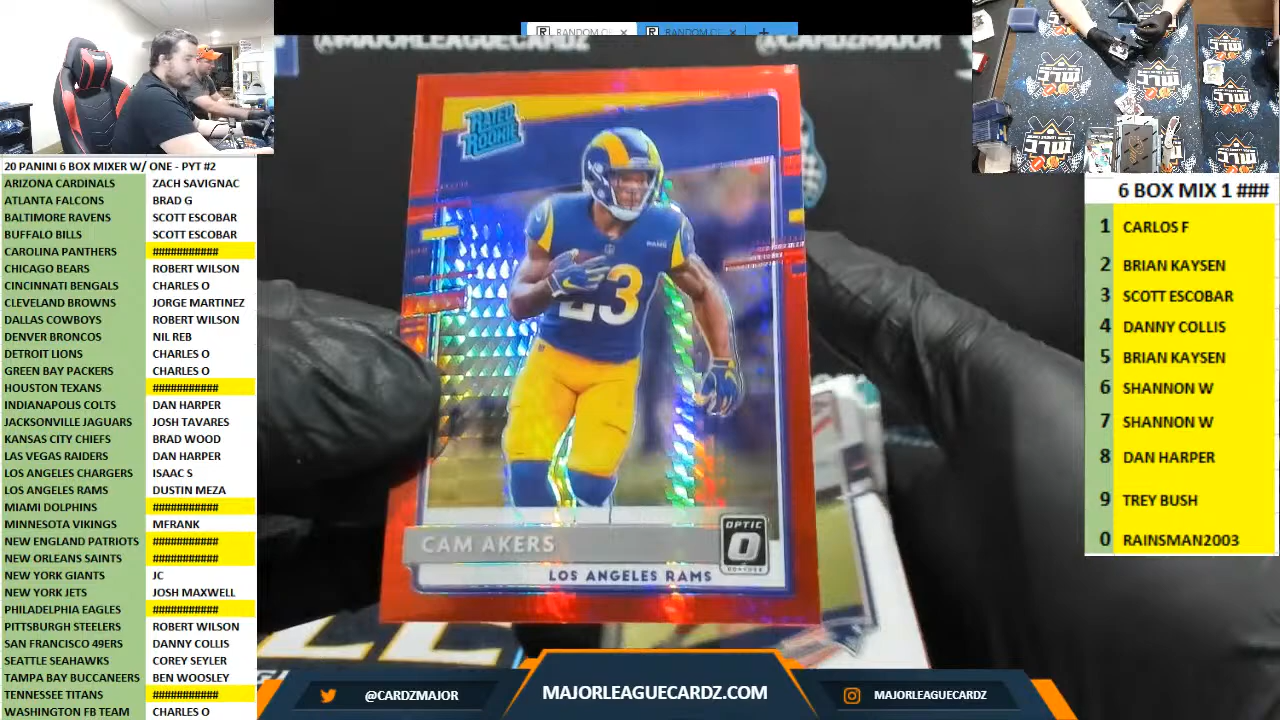 RANDOM
RANDOM
@MAJORLEAGUECARDZ
@CARDZMAJOR
RATED
ROOKIE
RAMS
23
CAM AKERS
OPTIC
DONRUSS
LOS ANGELES RAMS
20 PANINI 6 BOX MIXER W/ ONE - PYT #2
ARIZONA CARDINALS ZACH SAVIGNAC
ATLANTA FALCONS BRAD G
BALTIMORE RAVENS SCOTT ESCOBAR
BUFFALO BILLS SCOTT ESCOBAR
CAROLINA PANTHERS ###########
CHICAGO BEARS ROBERT WILSON
CINCINNATI BENGALS CHARLES O
CLEVELAND BROWNS JORGE MARTINEZ
DALLAS COWBOYS ROBERT WILSON
DENVER BRONCOS NIL REB
DETROIT LIONS CHARLES O
GREEN BAY PACKERS CHARLES O
HOUSTON TEXANS ###########
INDIANAPOLIS COLTS DAN HARPER
JACKSONVILLE JAGUARS JOSH TAVARES
KANSAS CITY CHIEFS BRAD WOOD
LAS VEGAS RAIDERS DAN HARPER
LOS ANGELES CHARGERS ISAAC S
LOS ANGELES RAMS DUSTIN MEZA
MIAMI DOLPHINS ###########
MINNESOTA VIKINGS MFRANK
NEW ENGLAND PATRIOTS ###########
NEW ORLEANS SAINTS ###########
NEW YORK GIANTS JC
NEW YORK JETS JOSH MAXWELL
PHILADELPHIA EAGLES ###########
PITTSBURGH STEELERS ROBERT WILSON
SAN FRANCISCO 49ERS DANNY COLLIS
SEATTLE SEAHAWKS COREY SEYLER
TAMPA BAY BUCCANEERS BEN WOOSLEY
TENNESSEE TITANS ###########
WASHINGTON FB TEAM CHARLES O
6 BOX MIX 1 ###
1 CARLOS F
2 BRIAN KAYSEN
3 SCOTT ESCOBAR
4 DANNY COLLIS
5 BRIAN KAYSEN
6 SHANNON W
7 SHANNON W
8 DAN HARPER
9 TREY BUSH
0 RAINSMAN2003
@CARDZMAJOR
MAJORLEAGUECARDZ.COM
MAJORLEAGUECARDZ